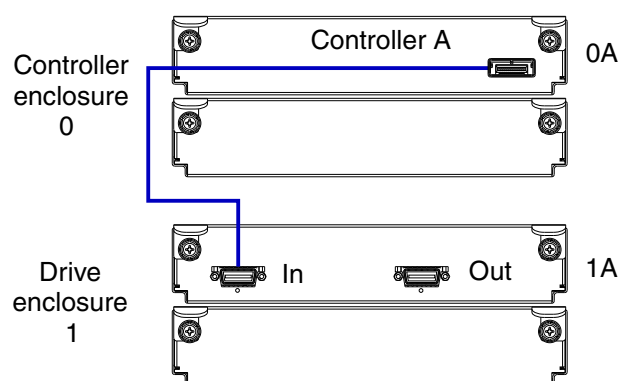 Controller A
0A
Controller
enclosure
0
In
Out
1A
Drive
enclosure
1